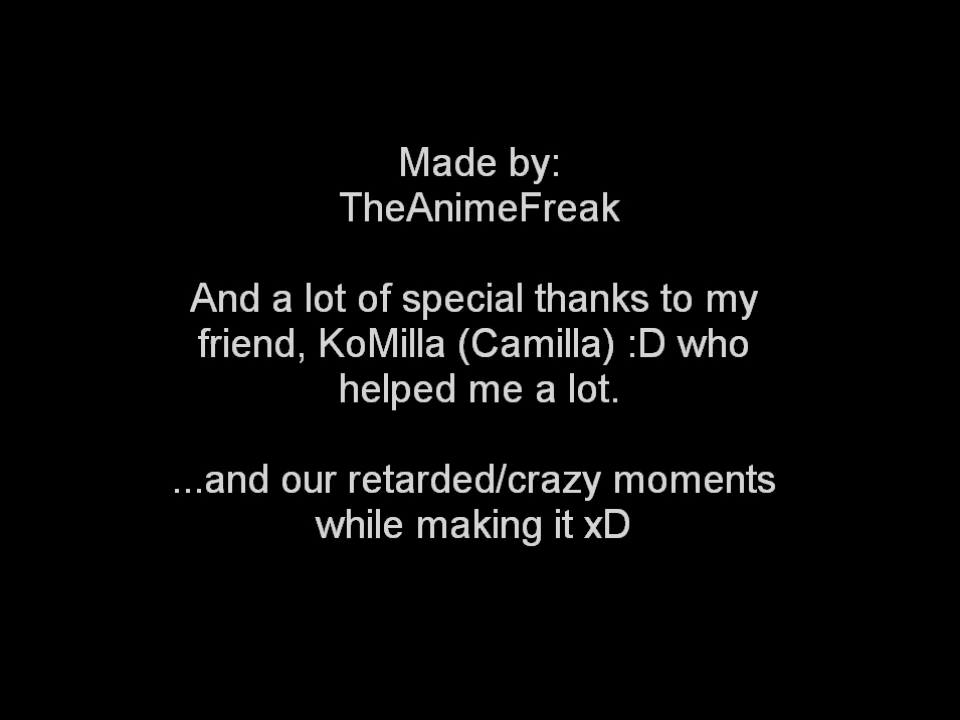 Made by:
TheAnimeFreak
And a lot of special thanks to my
friend, KoMilla (Camilla) :D who
helped me a lot.
...and our retarded/crazy moments
while making it xD